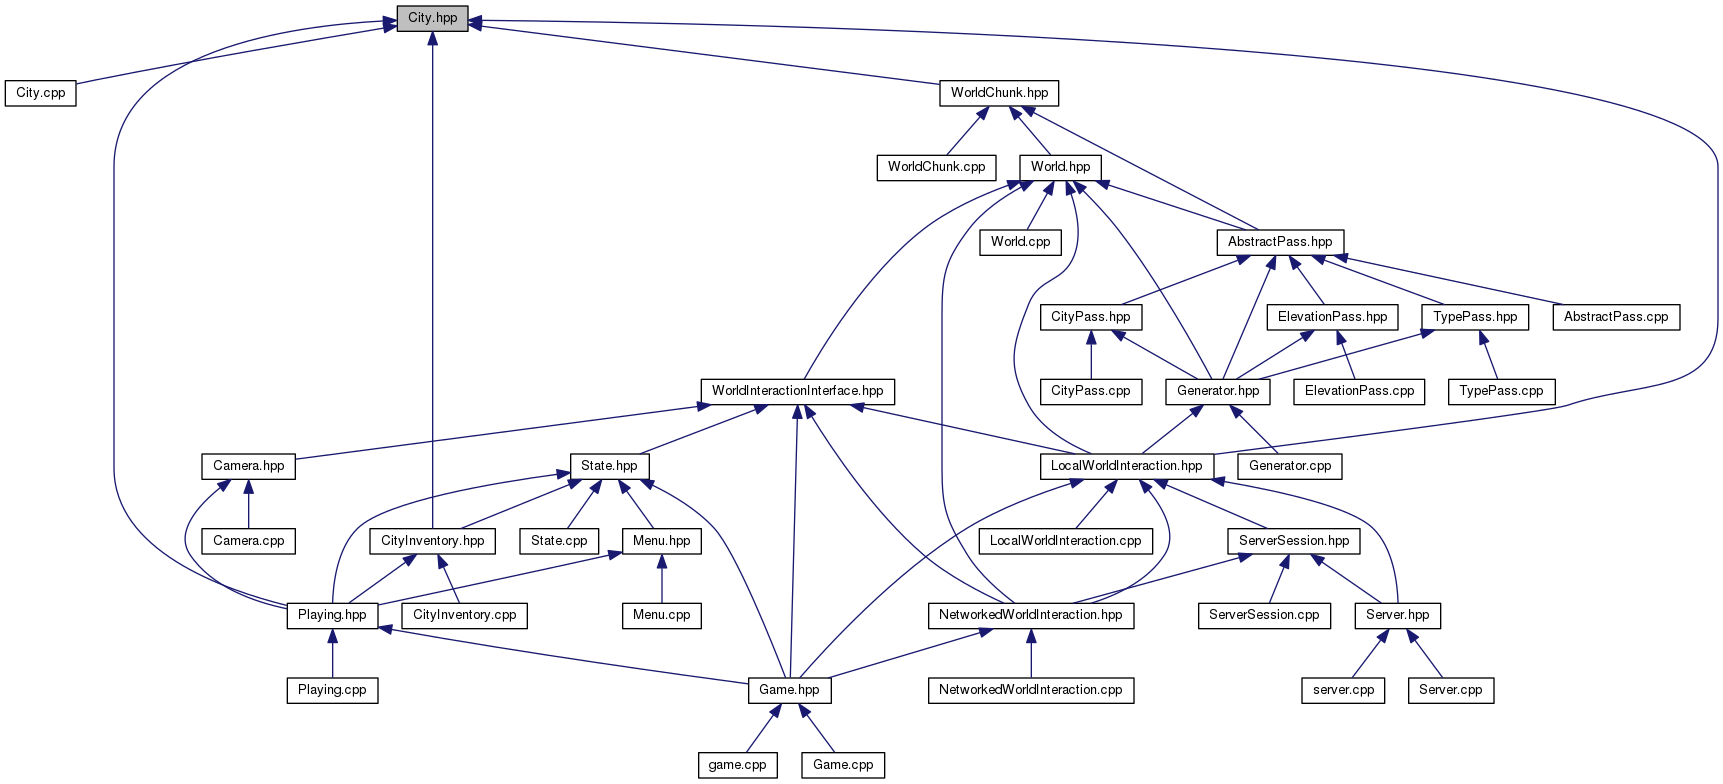 City.hpp
City.cpp
WorldChunk.hpp
WorldChunk.cpp
World.hpp
World.cpp
AbstractPass.hpp
CityPass.hpp
ElevationPass.hpp
TypePass.hpp
AbstractPass.cpp
WorldInteractionInterface.hpp
CityPass.cpp
Generator.hpp
ElevationPass.cpp
TypePass.cpp
Camera.hpp
State.hpp
LocalWorldInteraction.hpp
Generator.cpp
Camera.cpp
CityInventory.hpp
State.cpp
Menu.hpp
LocalWorldInteraction.cpp
ServerSession.hpp
Playing.hpp
CityInventory.cpp
Menu.cpp
NetworkedWorldInteraction.hpp
ServerSession.cpp
Server.hpp
Playing.cpp
Game.hpp
NetworkedWorldInteraction.cpp
server.cpp
Server.cpp
game.cpp
Game.cpp